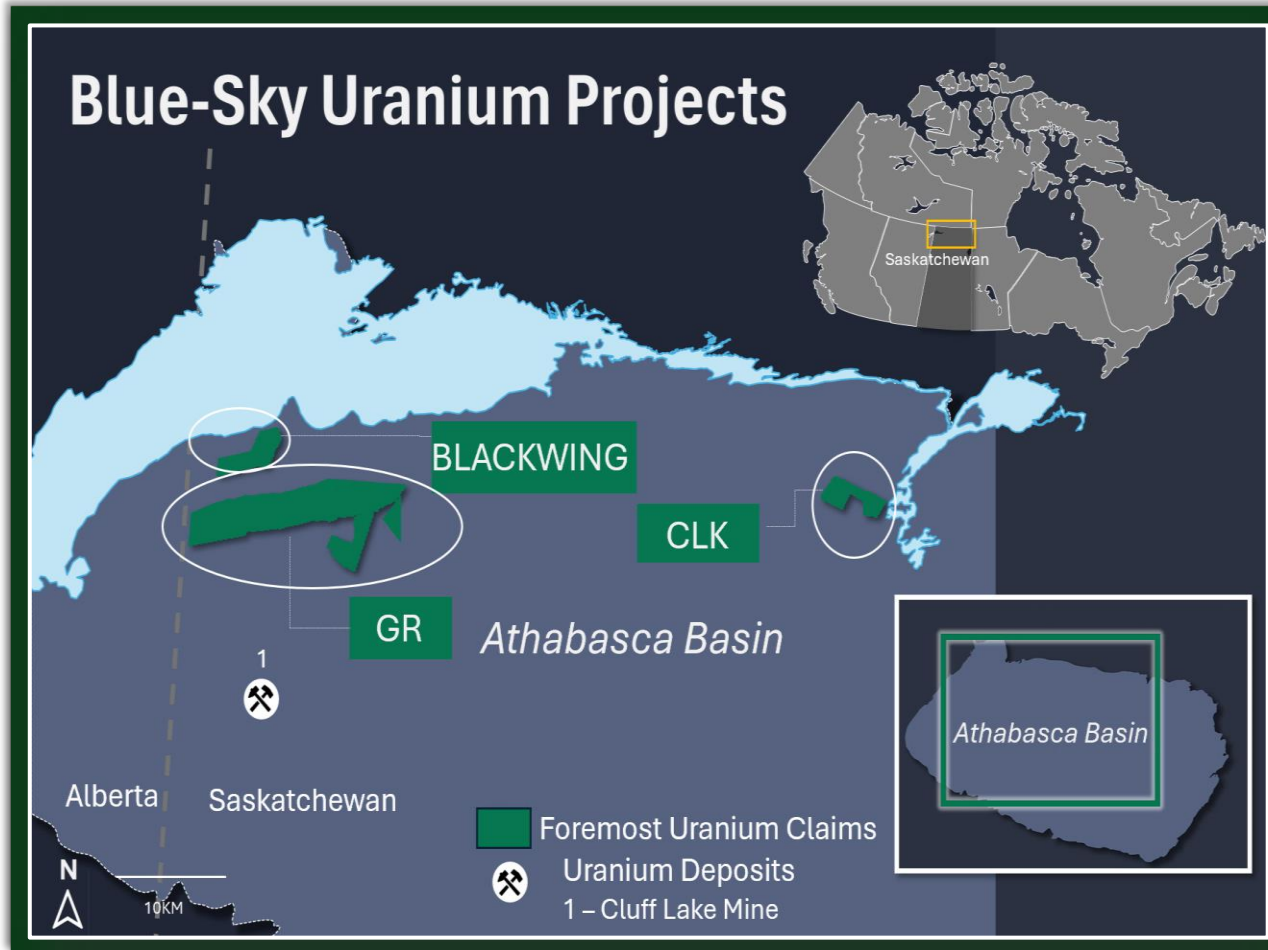 Blue-Sky Uranium Projects
Saskatchewan
BLACKWING
CLK
GR
Athabasca Basin
1
Athabasca Basin
Alberta
Saskatchewan
Foremost Uranium Claims
Uranium Deposits
1 – Cluff Lake Mine
N
10KM